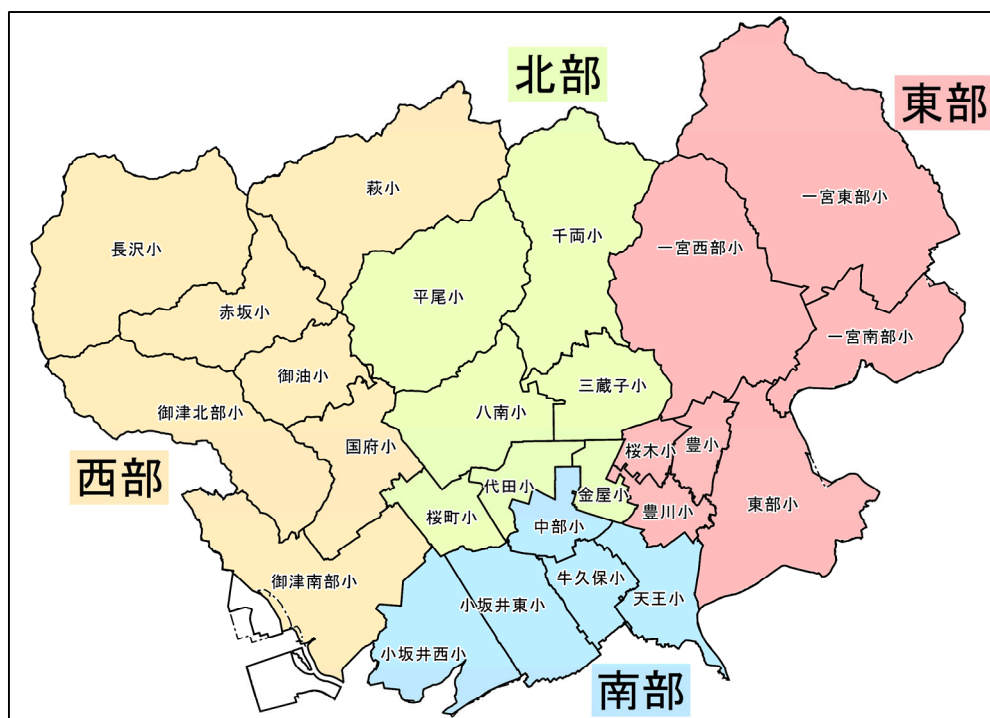 北部
東部
萩小
一宮東部小
千両小
長沢小
一宮西部小
平尾小
赤坂小
一宮南部小
御油小
三蔵子小
御津北部小
八南小
国府小
桜木小
豊小
西部
代田小
金屋小
東部小
豊川小
桜町小
中部小
御津南部小
牛久保小
小坂井東小
天王小
小坂井西小
南部